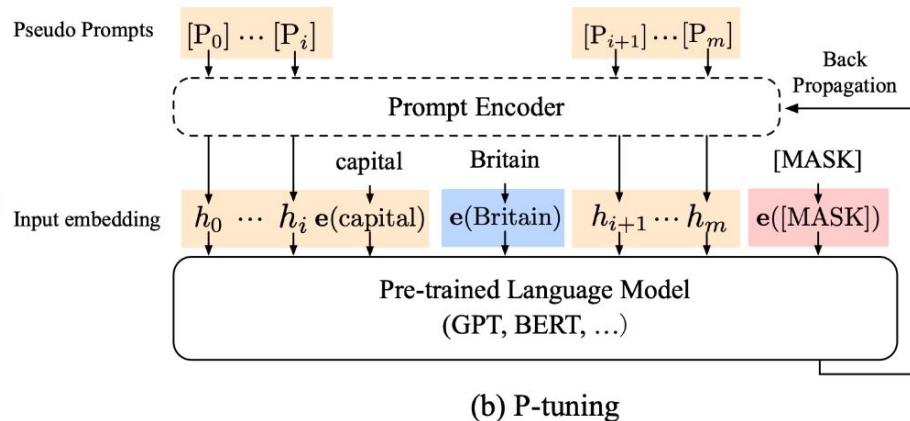 Pseudo Prompts [P₀] ⋯ [Pᵢ] [Pᵢ₊₁] ⋯ [Pₘ]
Back
Propagation
Prompt Encoder
capital Britain [MASK]
Input embedding h₀ ⋯ hᵢ e(capital) e(Britain) hᵢ₊₁ ⋯ hₘ e([MASK])
Pre-trained Language Model
(GPT, BERT, …)
(b) P-tuning